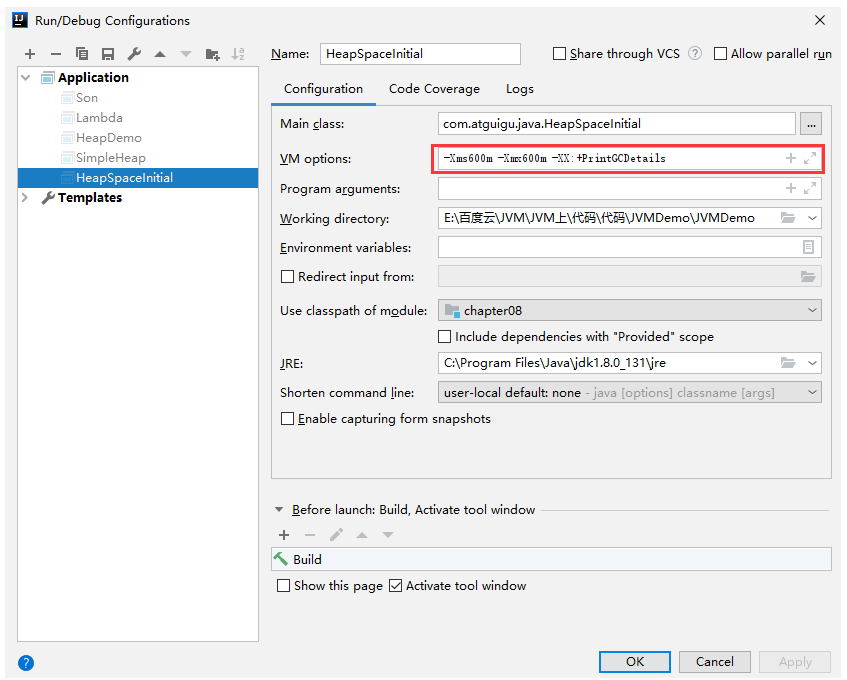 IJ Run/Debug Configurations
Name: HeapSpaceInitial Share through VCS ? Allow parallel run
Application
Son
Lambda
HeapDemo
SimpleHeap
HeapSpaceInitial
Templates
Configuration Code Coverage Logs
Main class: com.atguigu.java.HeapSpaceInitial ...
VM options: -Xms600m -Xmx600m -XX:+PrintGCDetails
Program arguments:
Working directory: E:\百度云\JVM\JVM上\代码\代码\JVMDemo\JVMDemo
Environment variables:
Redirect input from:
Use classpath of module: chapter08
Include dependencies with "Provided" scope
JRE: C:\Program Files\Java\jdk1.8.0_131\jre
Shorten command line: user-local default: none - java [options] classname [args]
Enable capturing form snapshots
Before launch: Build, Activate tool window
Build
Show this page Activate tool window
? OK Cancel Apply